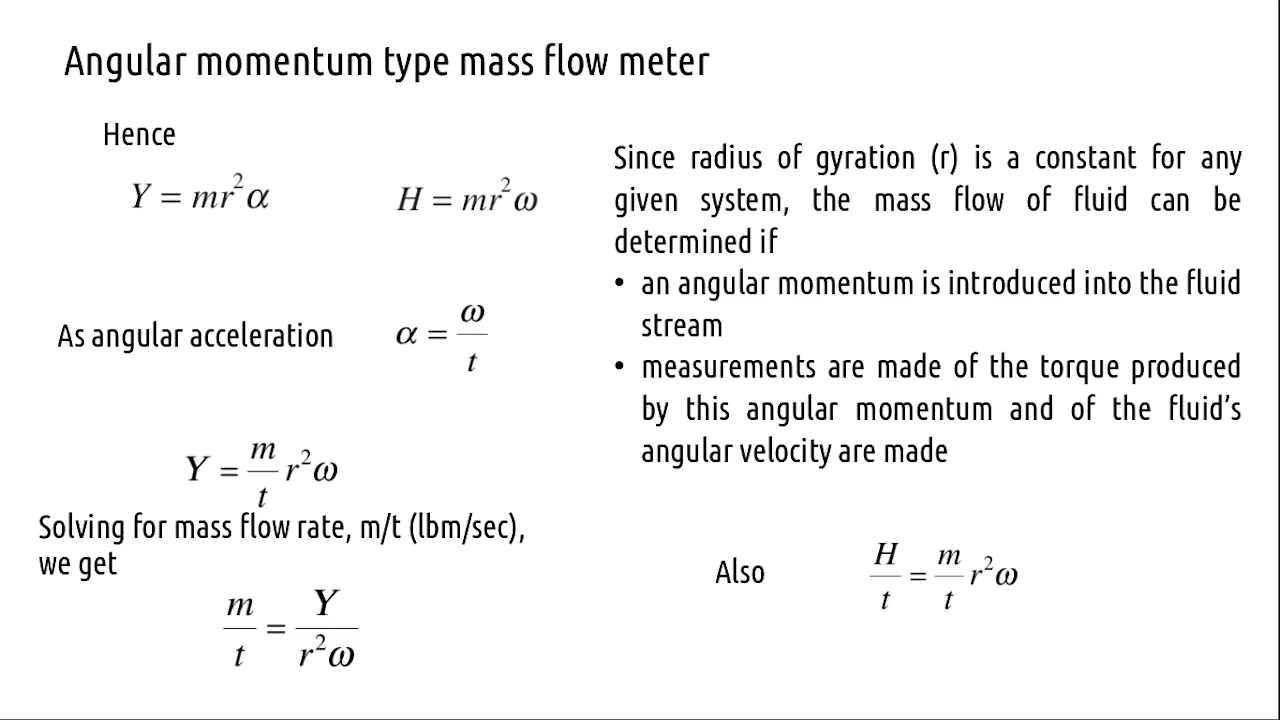 Angular momentum type mass flow meter
Hence
Y = mr²α
H = mr²ω
As angular acceleration
α = ω/t
Y = m/t r²ω
Solving for mass flow rate, m/t (lbm/sec),
we get
m/t = Y/r²ω
Since radius of gyration (r) is a constant for any
given system, the mass flow of fluid can be
determined if
• an angular momentum is introduced into the fluid
stream
• measurements are made of the torque produced
by this angular momentum and of the fluid’s
angular velocity are made
Also
H/t = m/t r²ω